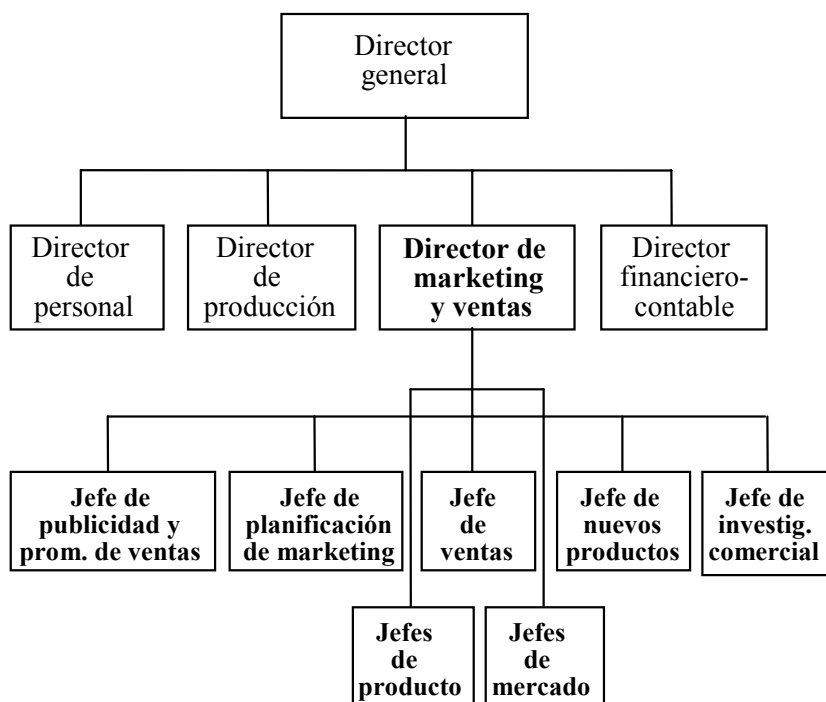 Director
general
Director
de
personal
Director
de
producción
Director de
marketing
y ventas
Director
financiero-
contable
Jefe de
publicidad y
prom. de ventas
Jefe de
planificación
de marketing
Jefe
de
ventas
Jefe de
nuevos
productos
Jefe de
investig.
comercial
Jefes
de
producto
Jefes
de
mercado